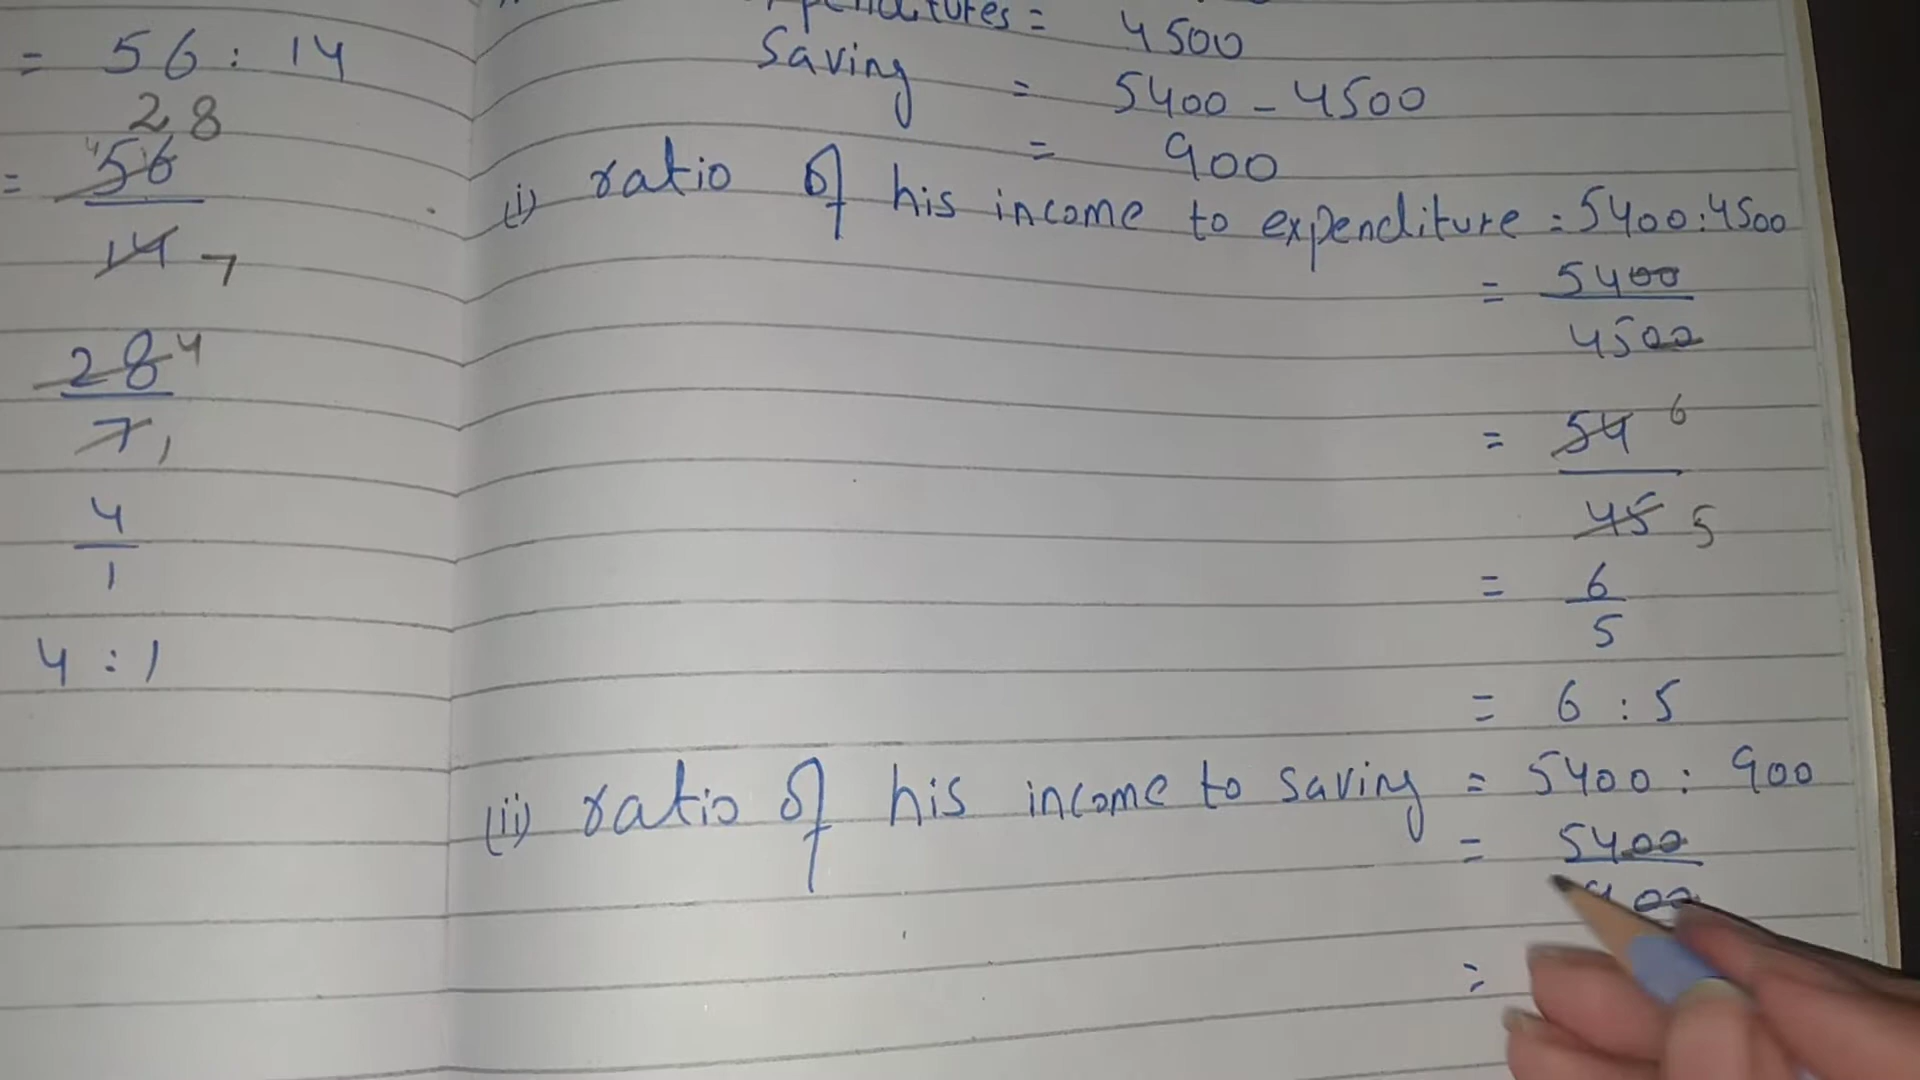 = 56 : 14
28
= 56
14 7
28 4
7 1
4
1
4 : 1
penditures = 4500
Saving = 5400 - 4500
= 900
(i) ratio of his income to expenditure = 5400:4500
= 5400
4500
= 54 6
45 5
= 6
5
= 6 : 5
(ii) ratio of his income to saving = 5400 : 900
= 5400
900
=